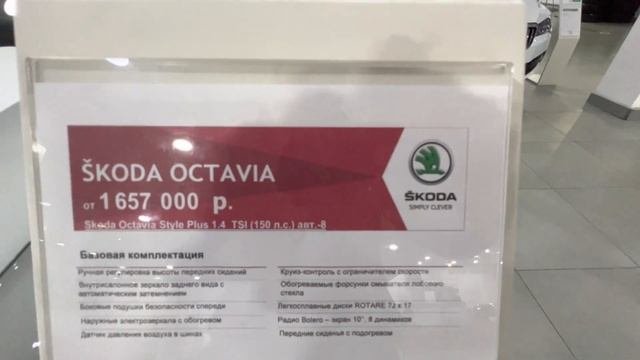 ŠKODA OCTAVIA
от 1 657 000 р.
Skoda Octavia Style Plus 1.4 TSI (150 л.с.) авт.-8
ŠKODA
SIMPLY CLEVER
Базовая комплектация
Ручная регулировка высоты передних сидений
Внутрисалонное зеркало заднего вида с
автоматическим затемнением
Боковые подушки безопасности спереди
Наружные электрозеркала с обогревом
Датчик давления воздуха в шинах
Круиз-контроль с ограничителем скорости
Обогреваемые форсунки омывателя лобового
стекла
Легкосплавные диски ROTARE 7J x 17
Радио Bolero – экран 10", 8 динамиков
Передние сиденья с подогревом